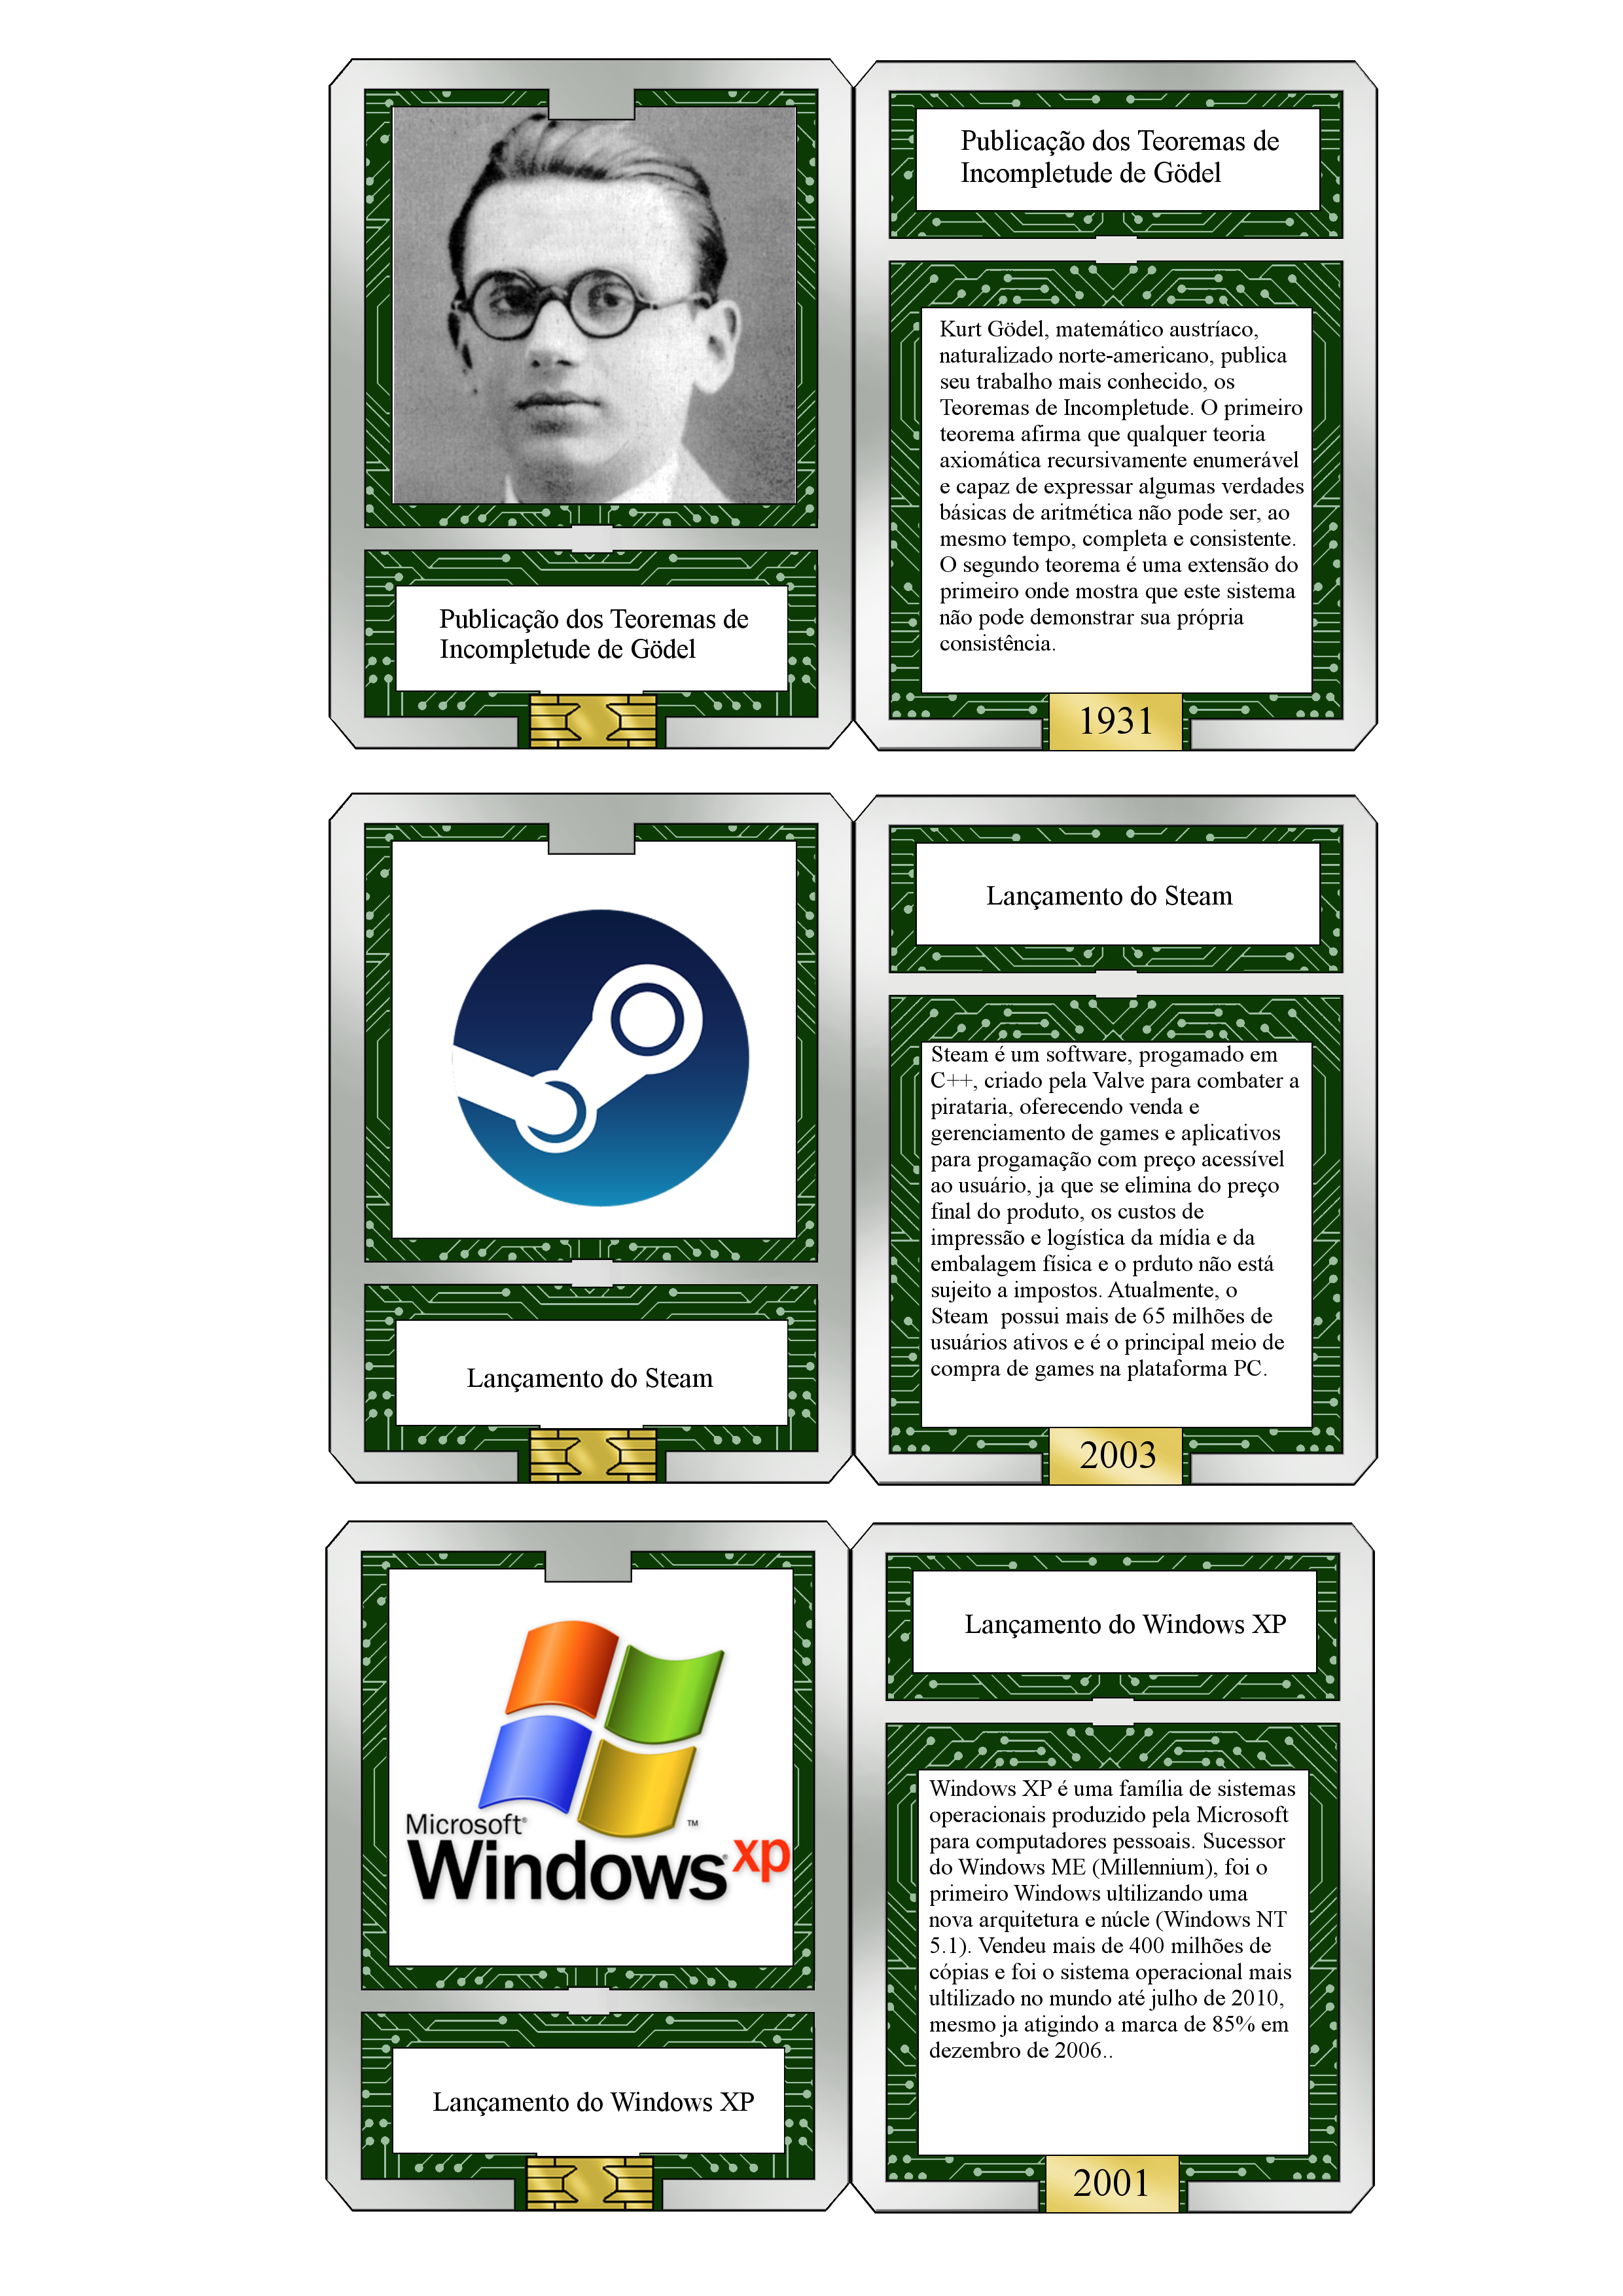 Publicação dos Teoremas de
Incompletude de Gödel
Publicação dos Teoremas de
Incompletude de Gödel
Kurt Gödel, matemático austríaco,
naturalizado norte-americano, publica
seu trabalho mais conhecido, os
Teoremas de Incompletude. O primeiro
teorema afirma que qualquer teoria
axiomática recursivamente enumerável
e capaz de expressar algumas verdades
básicas de aritmética não pode ser, ao
mesmo tempo, completa e consistente.
O segundo teorema é uma extensão do
primeiro onde mostra que este sistema
não pode demonstrar sua própria
consistência.
1931
Lançamento do Steam
Lançamento do Steam
Steam é um software, progamado em
C++, criado pela Valve para combater a
pirataria, oferecendo venda e
gerenciamento de games e aplicativos
para progamação com preço acessível
ao usuário, ja que se elimina do preço
final do produto, os custos de
impressão e logística da mídia e da
embalagem física e o prduto não está
sujeito a impostos. Atualmente, o
Steam  possui mais de 65 milhões de
usuários ativos e é o principal meio de
compra de games na plataforma PC.
2003
Microsoft®
Windows® xp
™
Lançamento do Windows XP
Lançamento do Windows XP
Windows XP é uma família de sistemas
operacionais produzido pela Microsoft
para computadores pessoais. Sucessor
do Windows ME (Millennium), foi o
primeiro Windows ultilizando uma
nova arquitetura e núcle (Windows NT
5.1). Vendeu mais de 400 milhões de
cópias e foi o sistema operacional mais
ultilizado no mundo até julho de 2010,
mesmo ja atigindo a marca de 85% em
dezembro de 2006..
2001